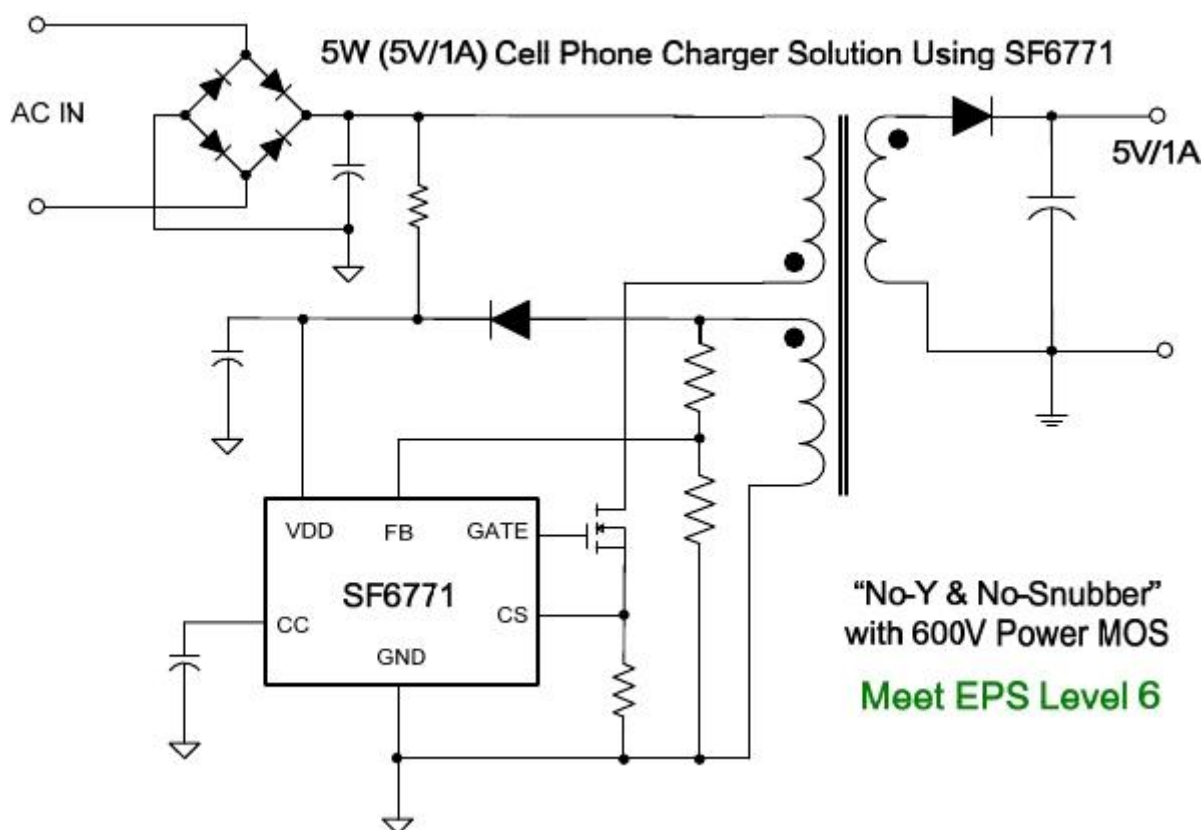 5W (5V/1A) Cell Phone Charger Solution Using SF6771
AC IN
5V/1A
VDD
FB
GATE
SF6771
CC
CS
GND
“No-Y & No-Snubber”
with 600V Power MOS
Meet EPS Level 6